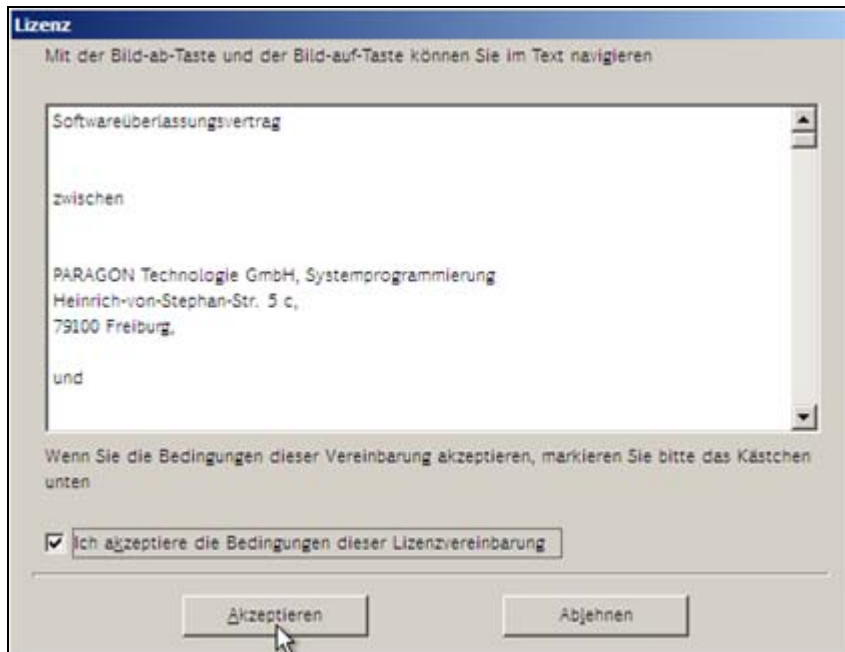 Lizenz
Mit der Bild-ab-Taste und der Bild-auf-Taste können Sie im Text navigieren
Softwareüberlassungsvertrag
zwischen
PARAGON Technologie GmbH, Systemprogrammierung
Heinrich-von-Stephan-Str. 5 c,
79100 Freiburg,
und
Wenn Sie die Bedingungen dieser Vereinbarung akzeptieren, markieren Sie bitte das Kästchen
unten
Ich akzeptiere die Bedingungen dieser Lizenzvereinbarung
Akzeptieren Ablehnen